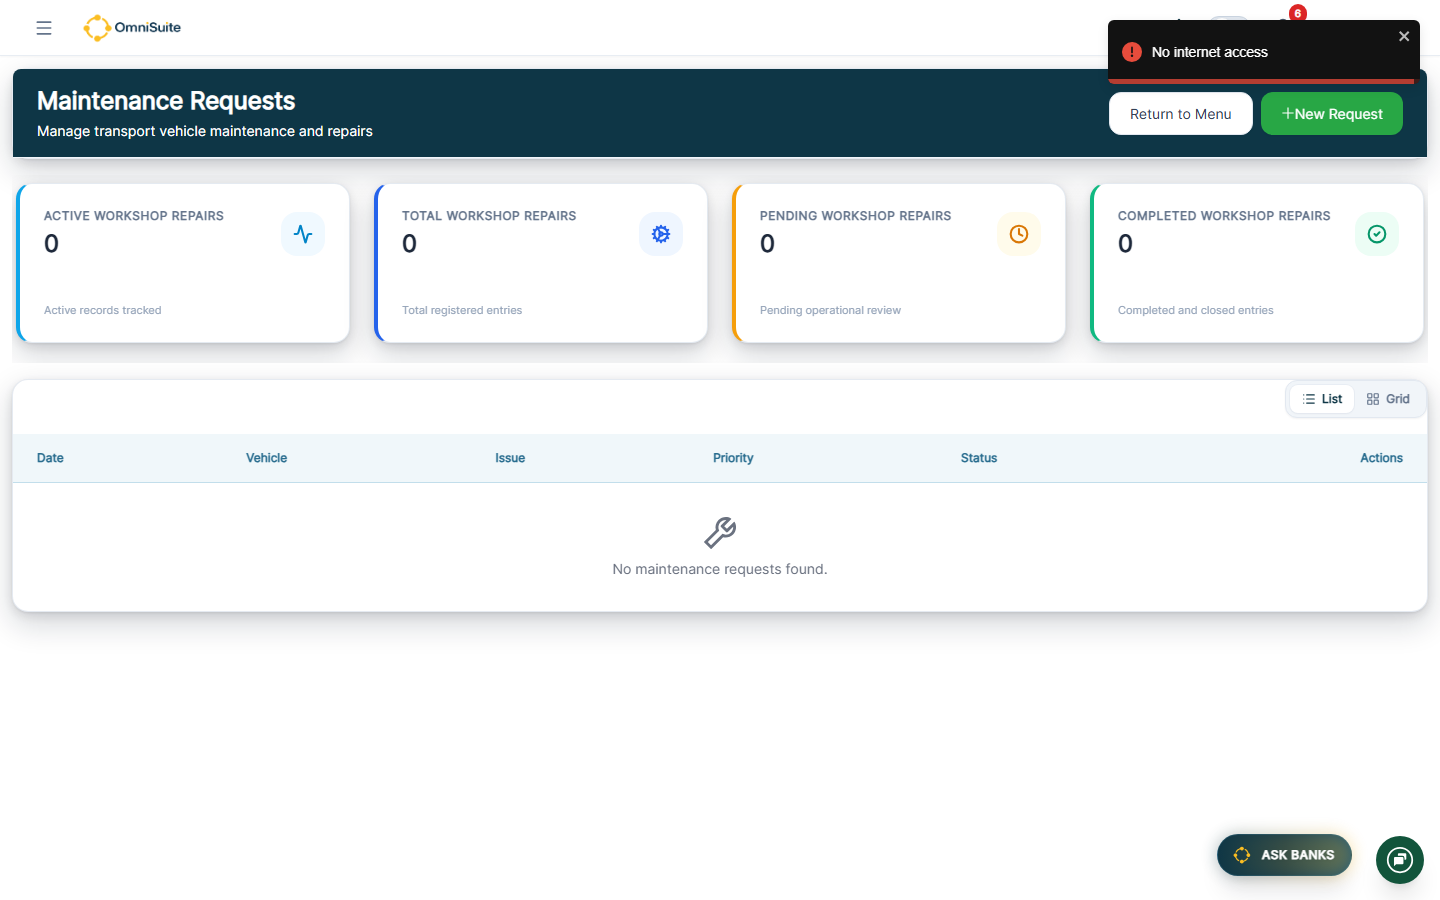 OmniSuite
6
No internet access
Maintenance Requests
Manage transport vehicle maintenance and repairs
Return to Menu
+New Request
ACTIVE WORKSHOP REPAIRS
0
Active records tracked
TOTAL WORKSHOP REPAIRS
0
Total registered entries
PENDING WORKSHOP REPAIRS
0
Pending operational review
COMPLETED WORKSHOP REPAIRS
0
Completed and closed entries
List
Grid
Date Vehicle Issue Priority Status Actions
No maintenance requests found.
ASK BANKS